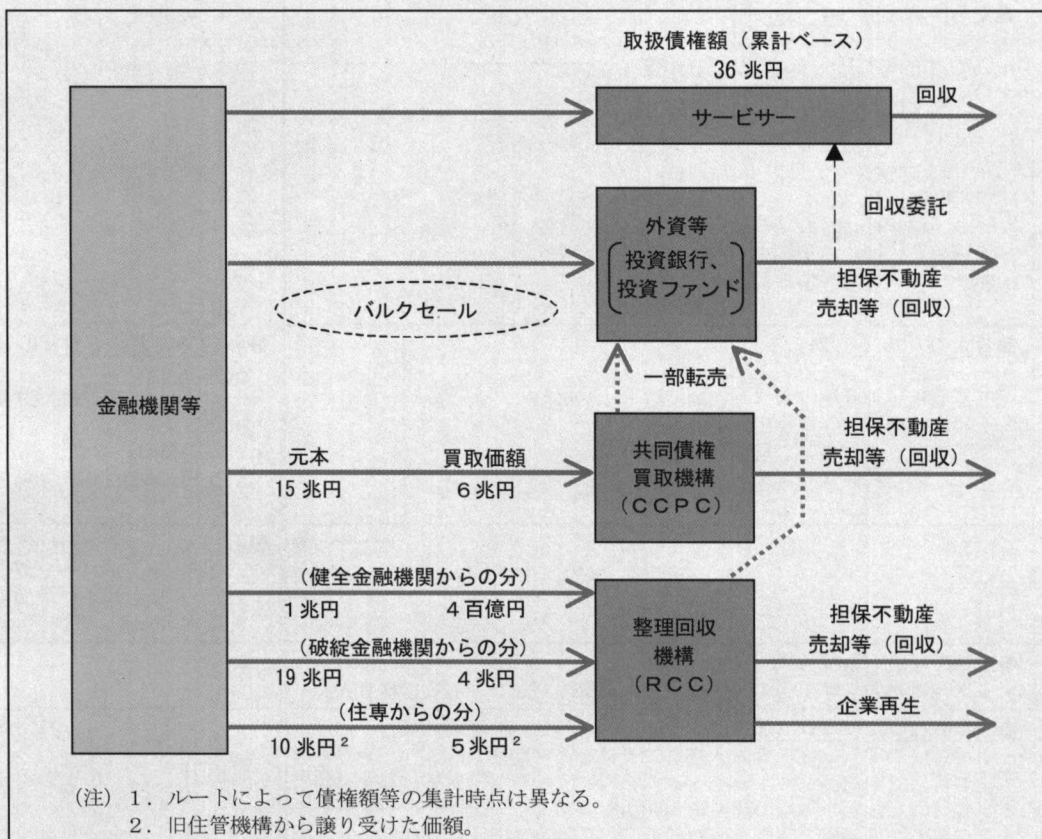 取扱債権額（累計ベース）
36 兆円
サービサー
回収
回収委託
外資等
投資銀行、
投資ファンド
担保不動産
売却等（回収）
バルクセール
一部転売
金融機関等
元本
買取価額
15 兆円
6 兆円
共同債権
買取機構
（ＣＣＰＣ）
担保不動産
売却等（回収）
（健全金融機関からの分）
1 兆円
4 百億円
（破綻金融機関からの分）
19 兆円
4 兆円
（住専からの分）
10 兆円²
5 兆円²
整理回収
機構
（ＲＣＣ）
担保不動産
売却等（回収）
企業再生
（注）１．ルートによって債権額等の集計時点は異なる。
２．旧住管機構から譲り受けた価額。